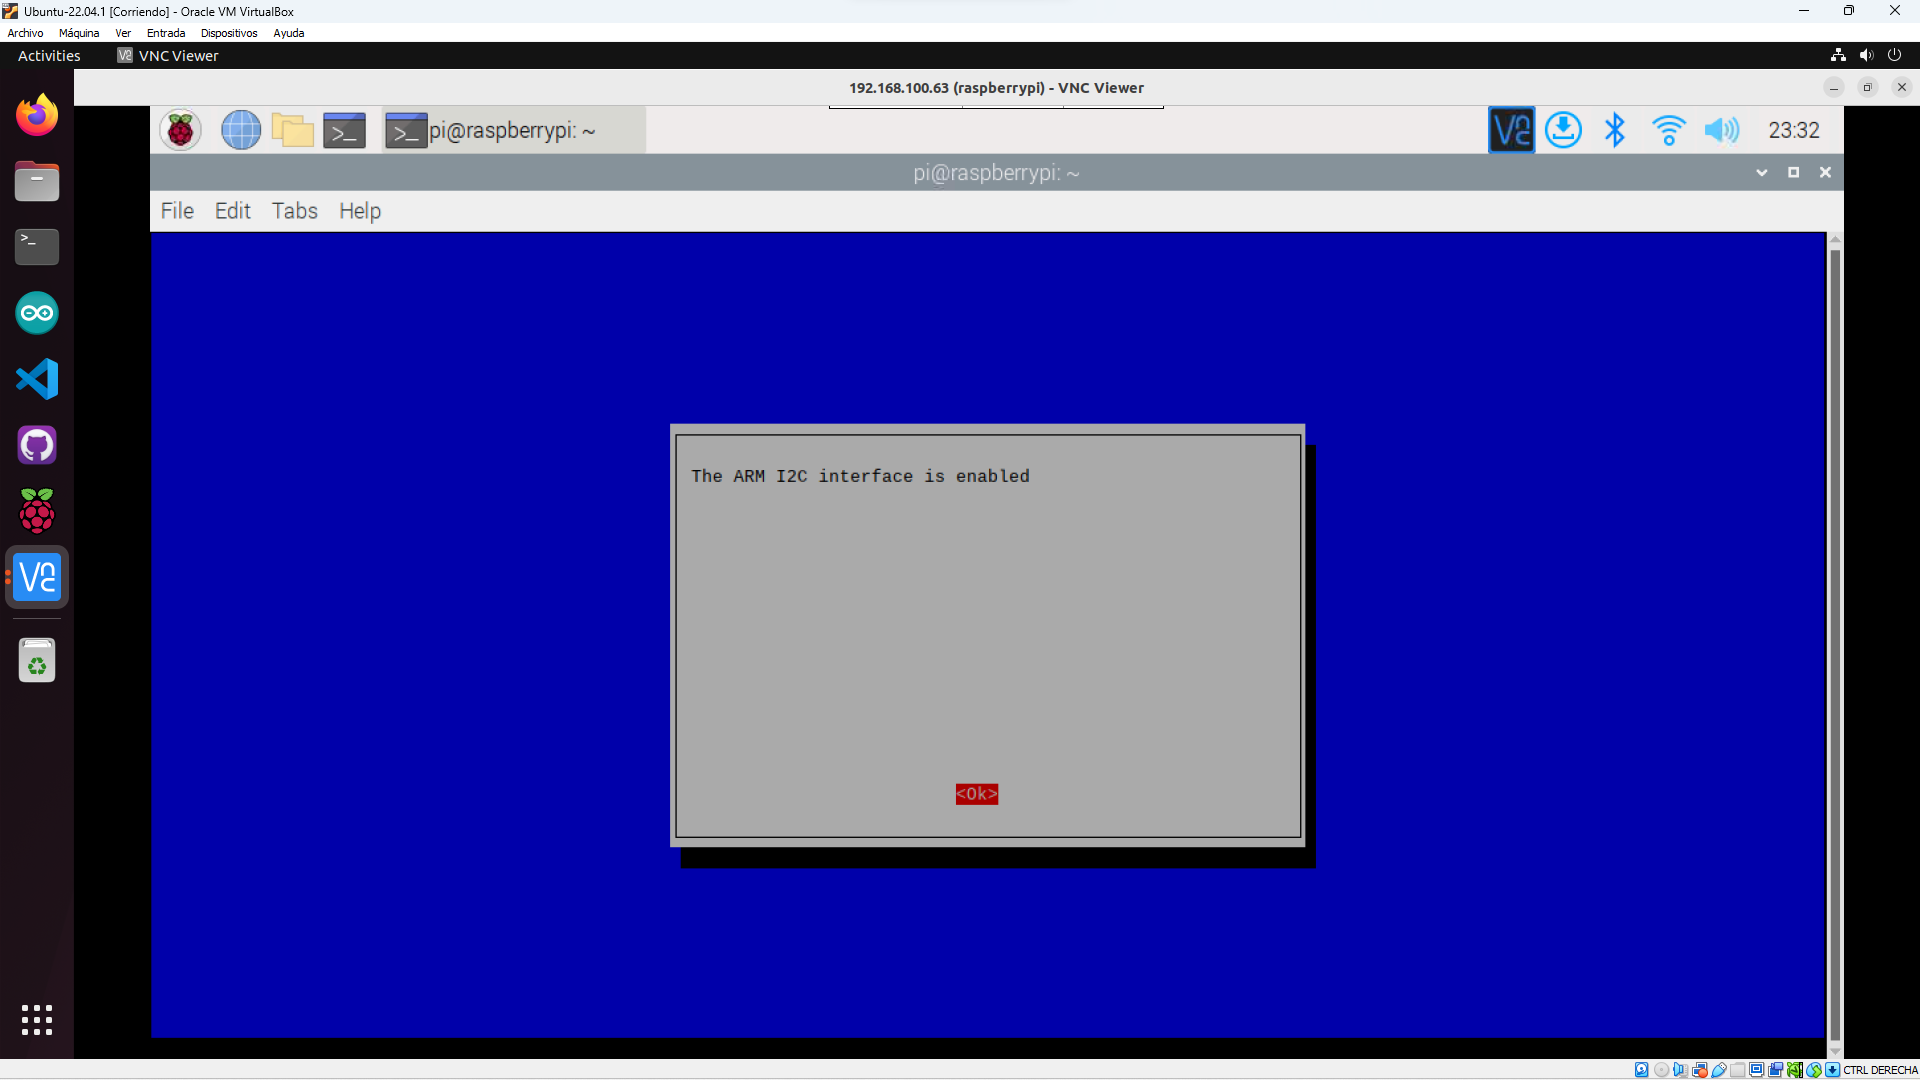 Ubuntu-22.04.1 [Corriendo] - Oracle VM VirtualBox
Archivo Máquina Ver Entrada Dispositivos Ayuda
Activities VNC Viewer
192.168.100.63 (raspberrypi) - VNC Viewer
pi@raspberrypi: ~ 23:32
pi@raspberrypi: ~
File Edit Tabs Help
The ARM I2C interface is enabled
<Ok>
CTRL DERECHA